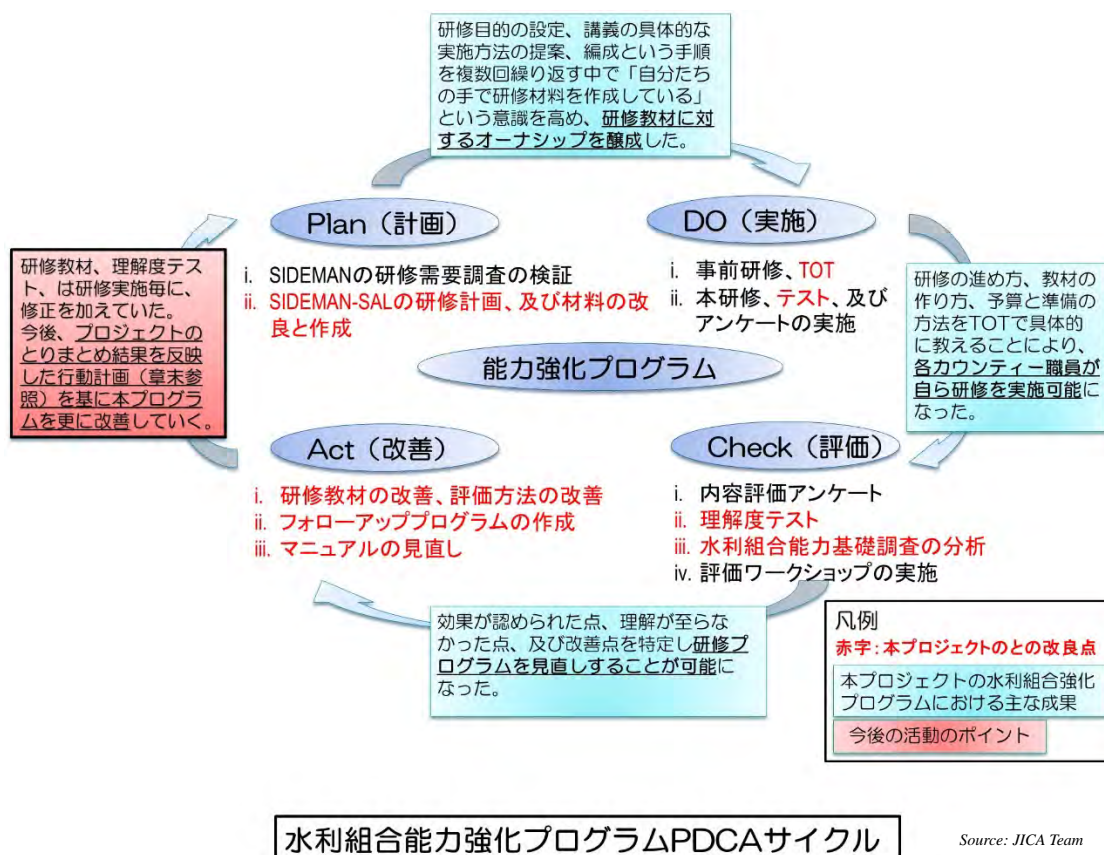 研修目的の設定、講義の具体的な
実施方法の提案、編成という手順
を複数回繰り返す中で「自分たち
の手で研修材料を作成している」
という意識を高め、研修教材に対
するオーナシップを醸成した。
Plan（計画）
i. SIDEMANの研修需要調査の検証
ii. SIDEMAN-SALの研修計画、及び材料の改
良と作成
DO（実施）
i. 事前研修、TOT
ii. 本研修、テスト、及び
アンケートの実施
研修教材、理解度テス
ト、は研修実施毎に、
修正を加えていた。
今後、プロジェクトの
とりまとめ結果を反映
した行動計画（章末参
照）を基に本プログラ
ムを更に改善していく。
研修の進め方、教材の
作り方、予算と準備の
方法をTOTで具体的
に教えることにより、
各カウンティー職員が
自ら研修を実施可能に
なった。
能力強化プログラム
Act（改善）
i. 研修教材の改善、評価方法の改善
ii. フォローアッププログラムの作成
iii. マニュアルの見直し
Check（評価）
i. 内容評価アンケート
ii. 理解度テスト
iii. 水利組合能力基礎調査の分析
iv. 評価ワークショップの実施
効果が認められた点、理解が至らな
かった点、及び改善点を特定し研修プ
ログラムを見直しすることが可能に
なった。
凡例
赤字：本プロジェクトのとの改良点
本プロジェクトの水利組合強化
プログラムにおける主な成果
今後の活動のポイント
水利組合能力強化プログラムPDCAサイクル
Source: JICA Team